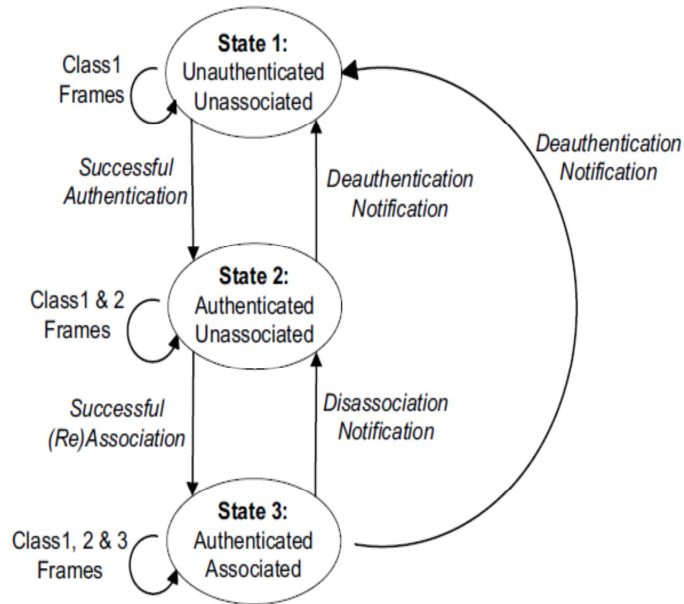 State 1:
Unauthenticated
Unassociated
Class1
Frames
Successful
Authentication
Deauthentication
Notification
Deauthentication
Notification
State 2:
Authenticated
Unassociated
Class1 & 2
Frames
Successful
(Re)Association
Disassociation
Notification
State 3:
Authenticated
Associated
Class1, 2 & 3
Frames